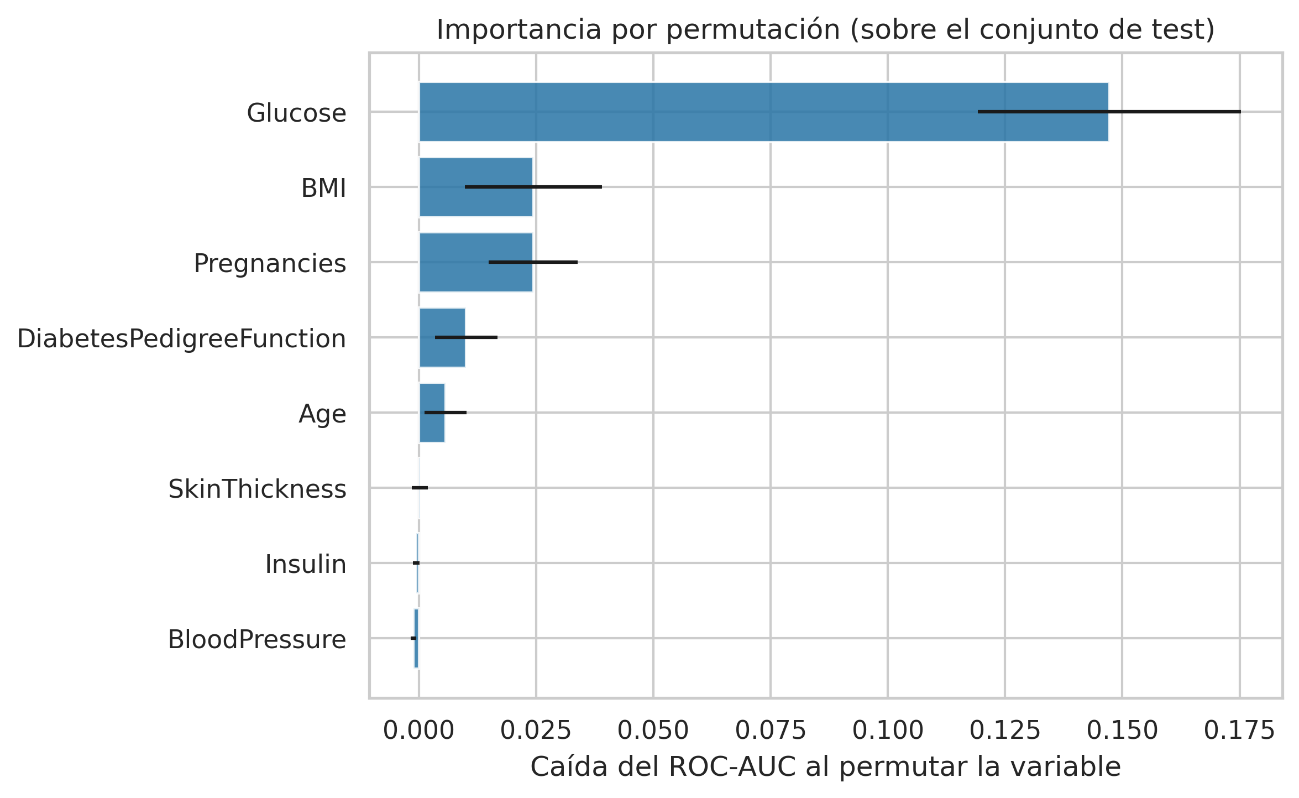 Importancia por permutación (sobre el conjunto de test)
Glucose
BMI
Pregnancies
DiabetesPedigreeFunction
Age
SkinThickness
Insulin
BloodPressure
0.000 0.025 0.050 0.075 0.100 0.125 0.150 0.175
Caída del ROC-AUC al permutar la variable